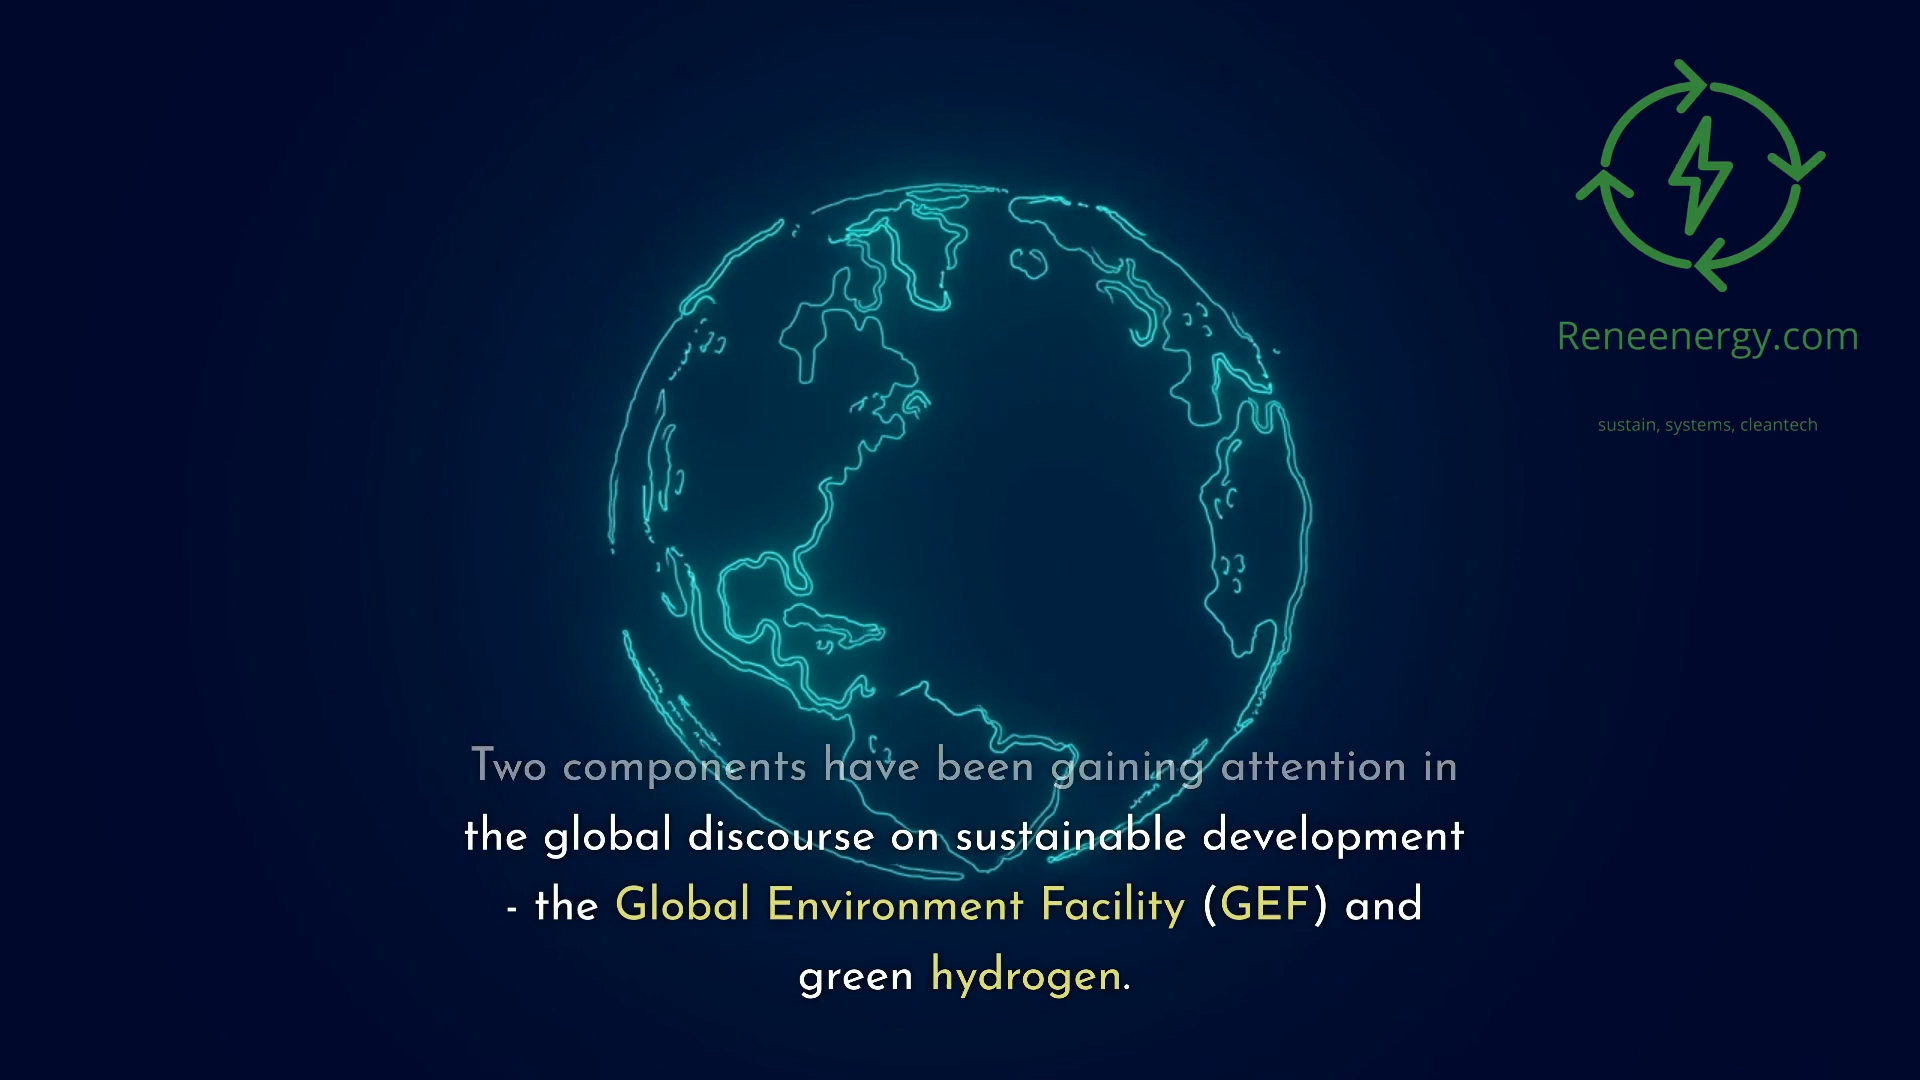 Reneenergy.com
sustain, systems, cleantech
Two components have been gaining attention in
the global discourse on sustainable development
- the Global Environment Facility (GEF) and
green hydrogen.